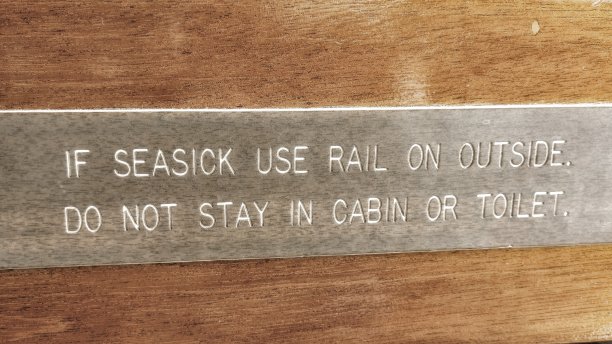 IF SEASICK USE RAIL ON OUTSIDE.
DO NOT STAY IN CABIN OR TOILET.